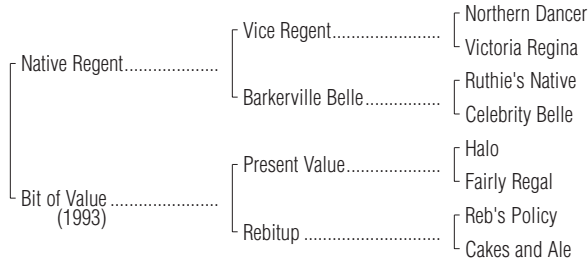 Northern Dancer
Vice Regent
Victoria Regina
Native Regent
Ruthie's Native
Barkerville Belle
Celebrity Belle
Halo
Present Value
Fairly Regal
Bit of Value
(1993)
Reb's Policy
Rebitup
Cakes and Ale